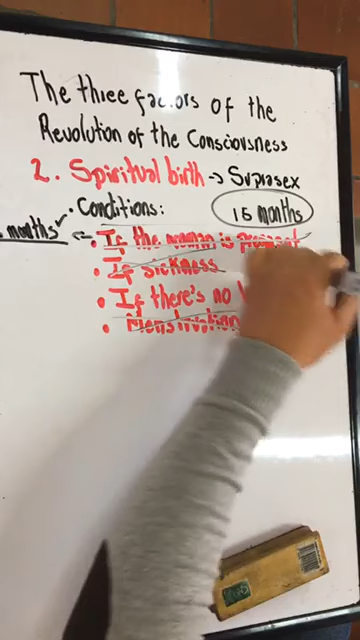 The three factors of the
Revolution of the Consciousness
2. Spiritual birth → Suprasex
• Conditions:
15 months
months ← • If the woman is pregnant
• If sickness
• If there's no
• Menstruation